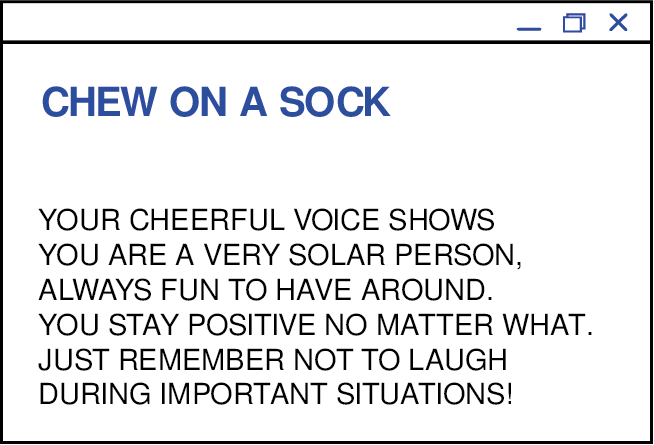 CHEW ON A SOCK
YOUR CHEERFUL VOICE SHOWS
YOU ARE A VERY SOLAR PERSON,
ALWAYS FUN TO HAVE AROUND.
YOU STAY POSITIVE NO MATTER WHAT.
JUST REMEMBER NOT TO LAUGH
DURING IMPORTANT SITUATIONS!